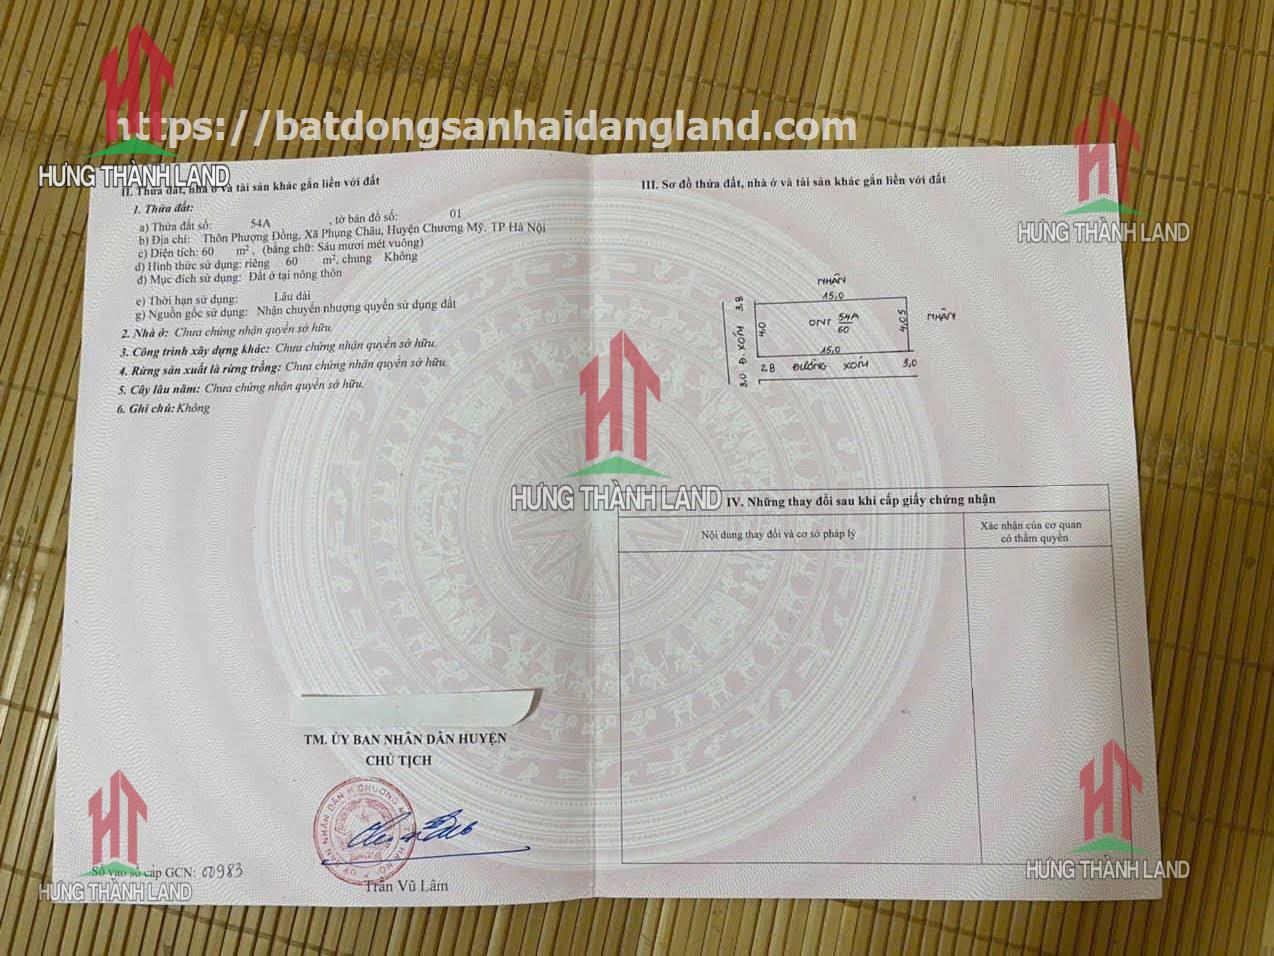 https://batdongsanhaidangland.com
HƯNG THÀNH LAND
HƯNG THÀNH LAND
II. Thửa đất, nhà ở và tài sản khác gắn liền với đất
1. Thửa đất:
a) Thửa đất số: 54A , tờ bản đồ số: 01
b) Địa chỉ: Thôn Phượng Đồng, Xã Phụng Châu, Huyện Chương Mỹ, TP Hà Nội
c) Diện tích: 60 m², (bằng chữ: Sáu mươi mét vuông)
d) Hình thức sử dụng: riêng 60 m², chung Không
đ) Mục đích sử dụng: Đất ở tại nông thôn
e) Thời hạn sử dụng: Lâu dài
g) Nguồn gốc sử dụng: Nhận chuyển nhượng quyền sử dụng đất
2. Nhà ở: Chưa chứng nhận quyền sở hữu.
3. Công trình xây dựng khác: Chưa chứng nhận quyền sở hữu.
4. Rừng sản xuất là rừng trồng: Chưa chứng nhận quyền sở hữu.
5. Cây lâu năm: Chưa chứng nhận quyền sở hữu.
6. Ghi chú: Không
TM. ỦY BAN NHÂN DÂN HUYỆN
CHỦ TỊCH
Trần Vũ Lâm
Số vào sổ cấp GCN: 00983
HƯNG THÀNH LAND
III. Sơ đồ thửa đất, nhà ở và tài sản khác gắn liền với đất
NHÂN
15,0
3,0 Đ. XÓM 3.8
4,0
ONT 54A
60
4,05
NHÂN
15,0
2.8 ĐƯỜNG XÓM 3,0
HƯNG THÀNH LAND
IV. Những thay đổi sau khi cấp giấy chứng nhận
Nội dung thay đổi và cơ sở pháp lý
Xác nhận của cơ quan
có thẩm quyền
HƯNG THÀNH LAND